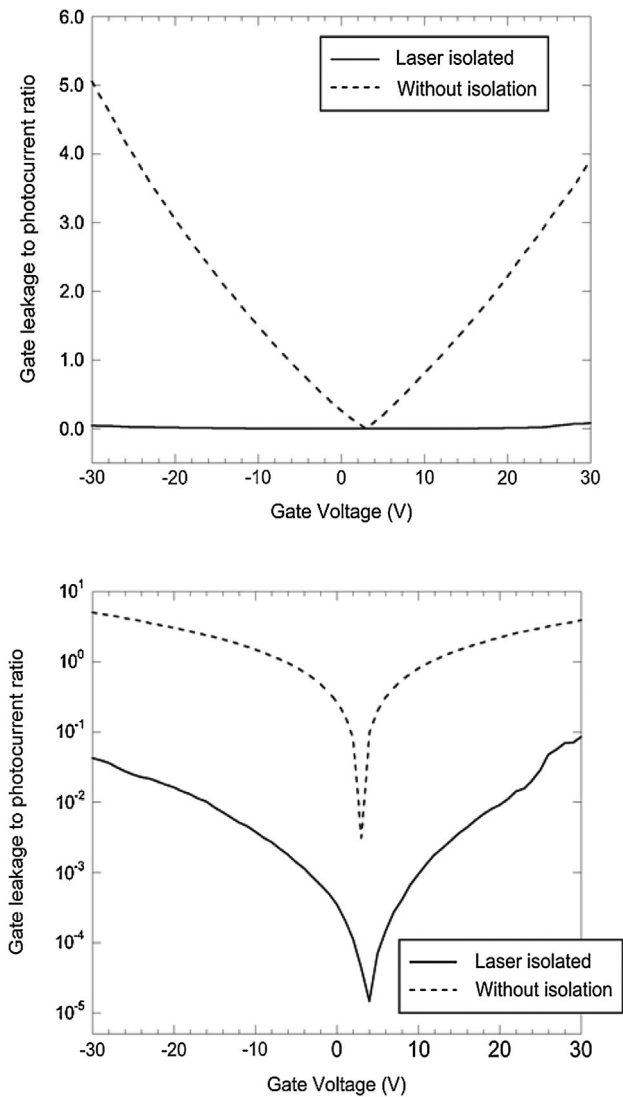 6.0
5.0
4.0
3.0
2.0
1.0
0.0
Gate leakage to photocurrent ratio
Laser isolated
Without isolation
-30 -20 -10 0 10 20 30
Gate Voltage (V)
10^1
10^0
10^-1
10^-2
10^-3
10^-4
10^-5
Gate leakage to photocurrent ratio
Laser isolated
Without isolation
-30 -20 -10 0 10 20 30
Gate Voltage (V)